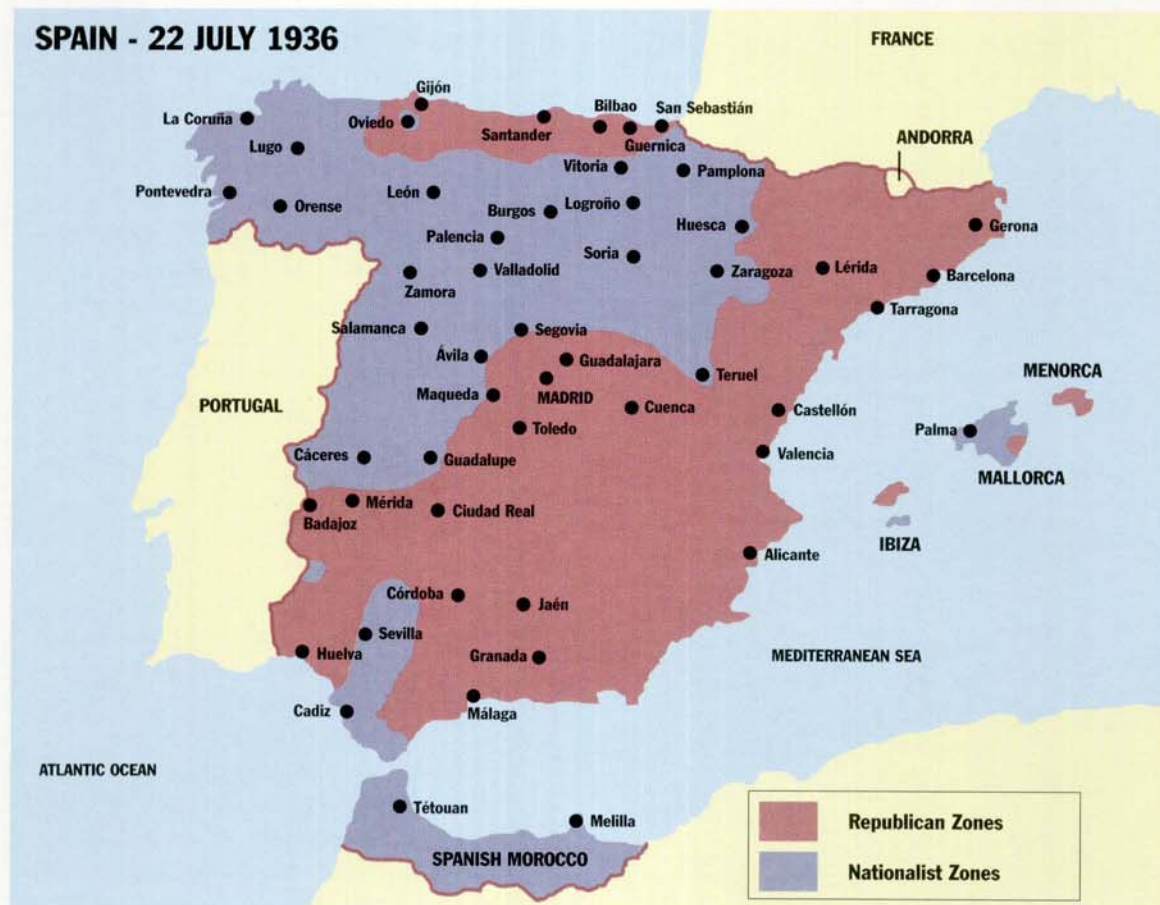 SPAIN - 22 JULY 1936
FRANCE
Gijón
La Coruña
Oviedo
Santander
Bilbao
San Sebastián
Guernica
ANDORRA
Lugo
Vitoria
Pamplona
Pontevedra
León
Orense
Burgos
Logroño
Huesca
Gerona
Palencia
Soria
Valladolid
Zamora
Zaragoza
Lérida
Barcelona
Tarragona
Salamanca
Segovia
Ávila
Guadalajara
Teruel
MENORCA
Maqueda
MADRID
Cuenca
Castellón
PORTUGAL
Toledo
Palma
Cáceres
Guadalupe
Valencia
MALLORCA
Mérida
Badajoz
Ciudad Real
IBIZA
Alicante
Córdoba
Jaén
Sevilla
Huelva
Granada
MEDITERRANEAN SEA
Cadiz
Málaga
ATLANTIC OCEAN
Tétouan
Melilla
SPANISH MOROCCO
Republican Zones
Nationalist Zones